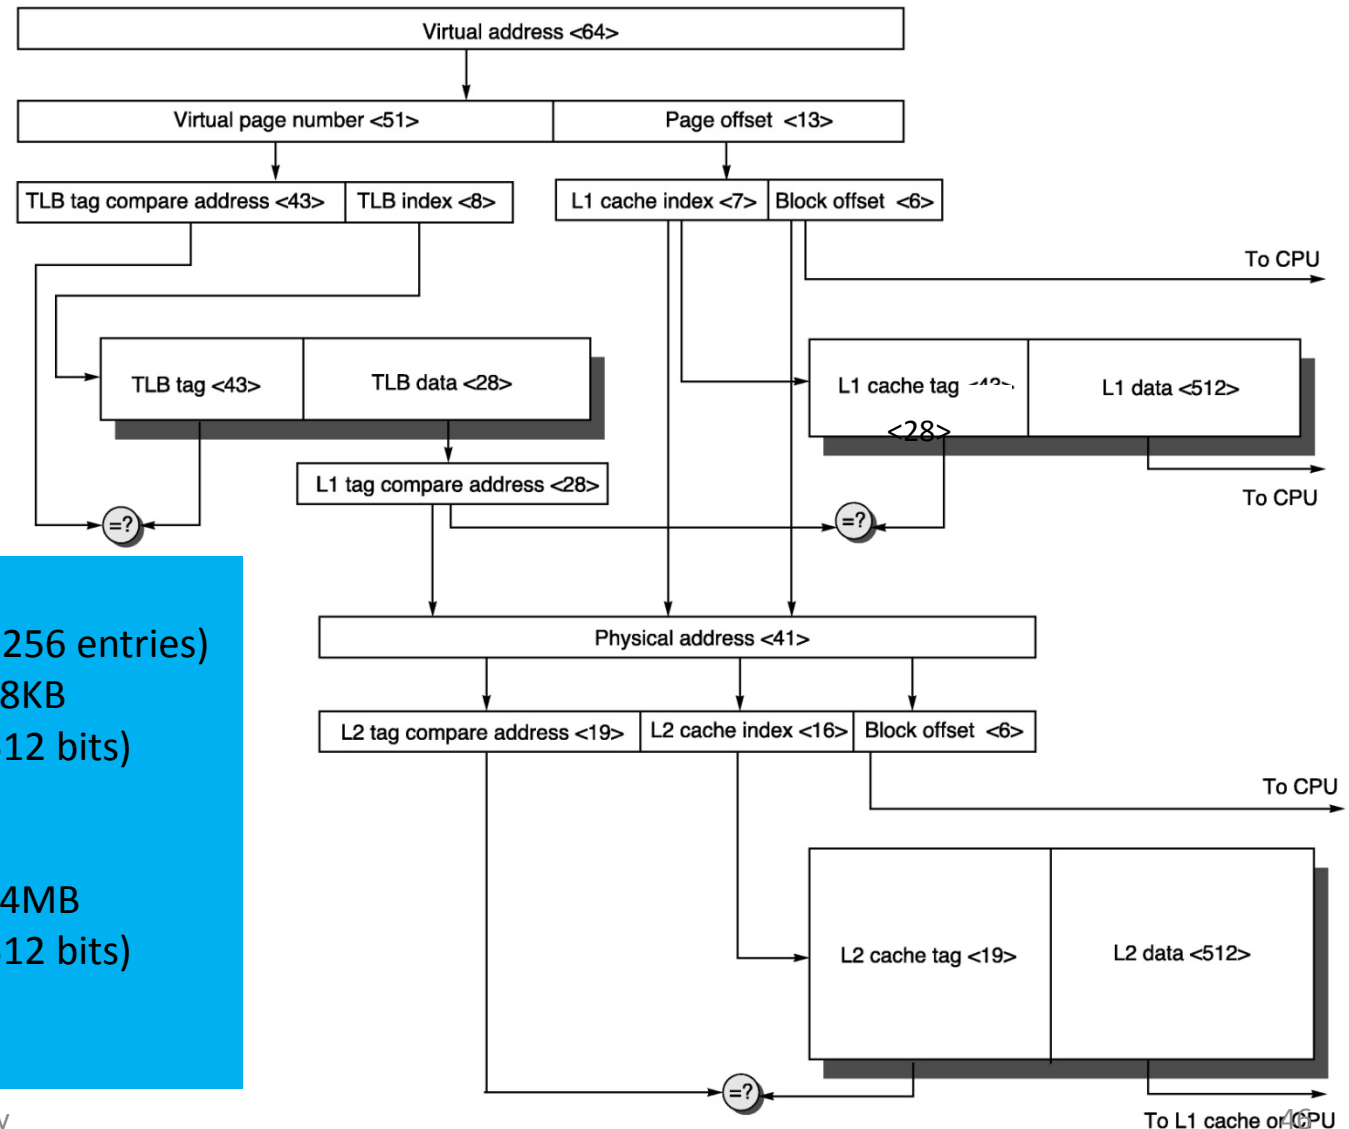 Virtual address <64>
Virtual page number <51>
Page offset <13>
TLB tag compare address <43>
TLB index <8>
L1 cache index <7>
Block offset <6>
To CPU
TLB tag <43>
TLB data <28>
L1 cache tag
<28>
L1 data <512>
To CPU
L1 tag compare address <28>
=?
=?
256 entries)
8KB
12 bits)
4MB
12 bits)
Physical address <41>
L2 tag compare address <19>
L2 cache index <16>
Block offset <6>
To CPU
L2 cache tag <19>
L2 data <512>
=?
To L1 cache or CPU
46